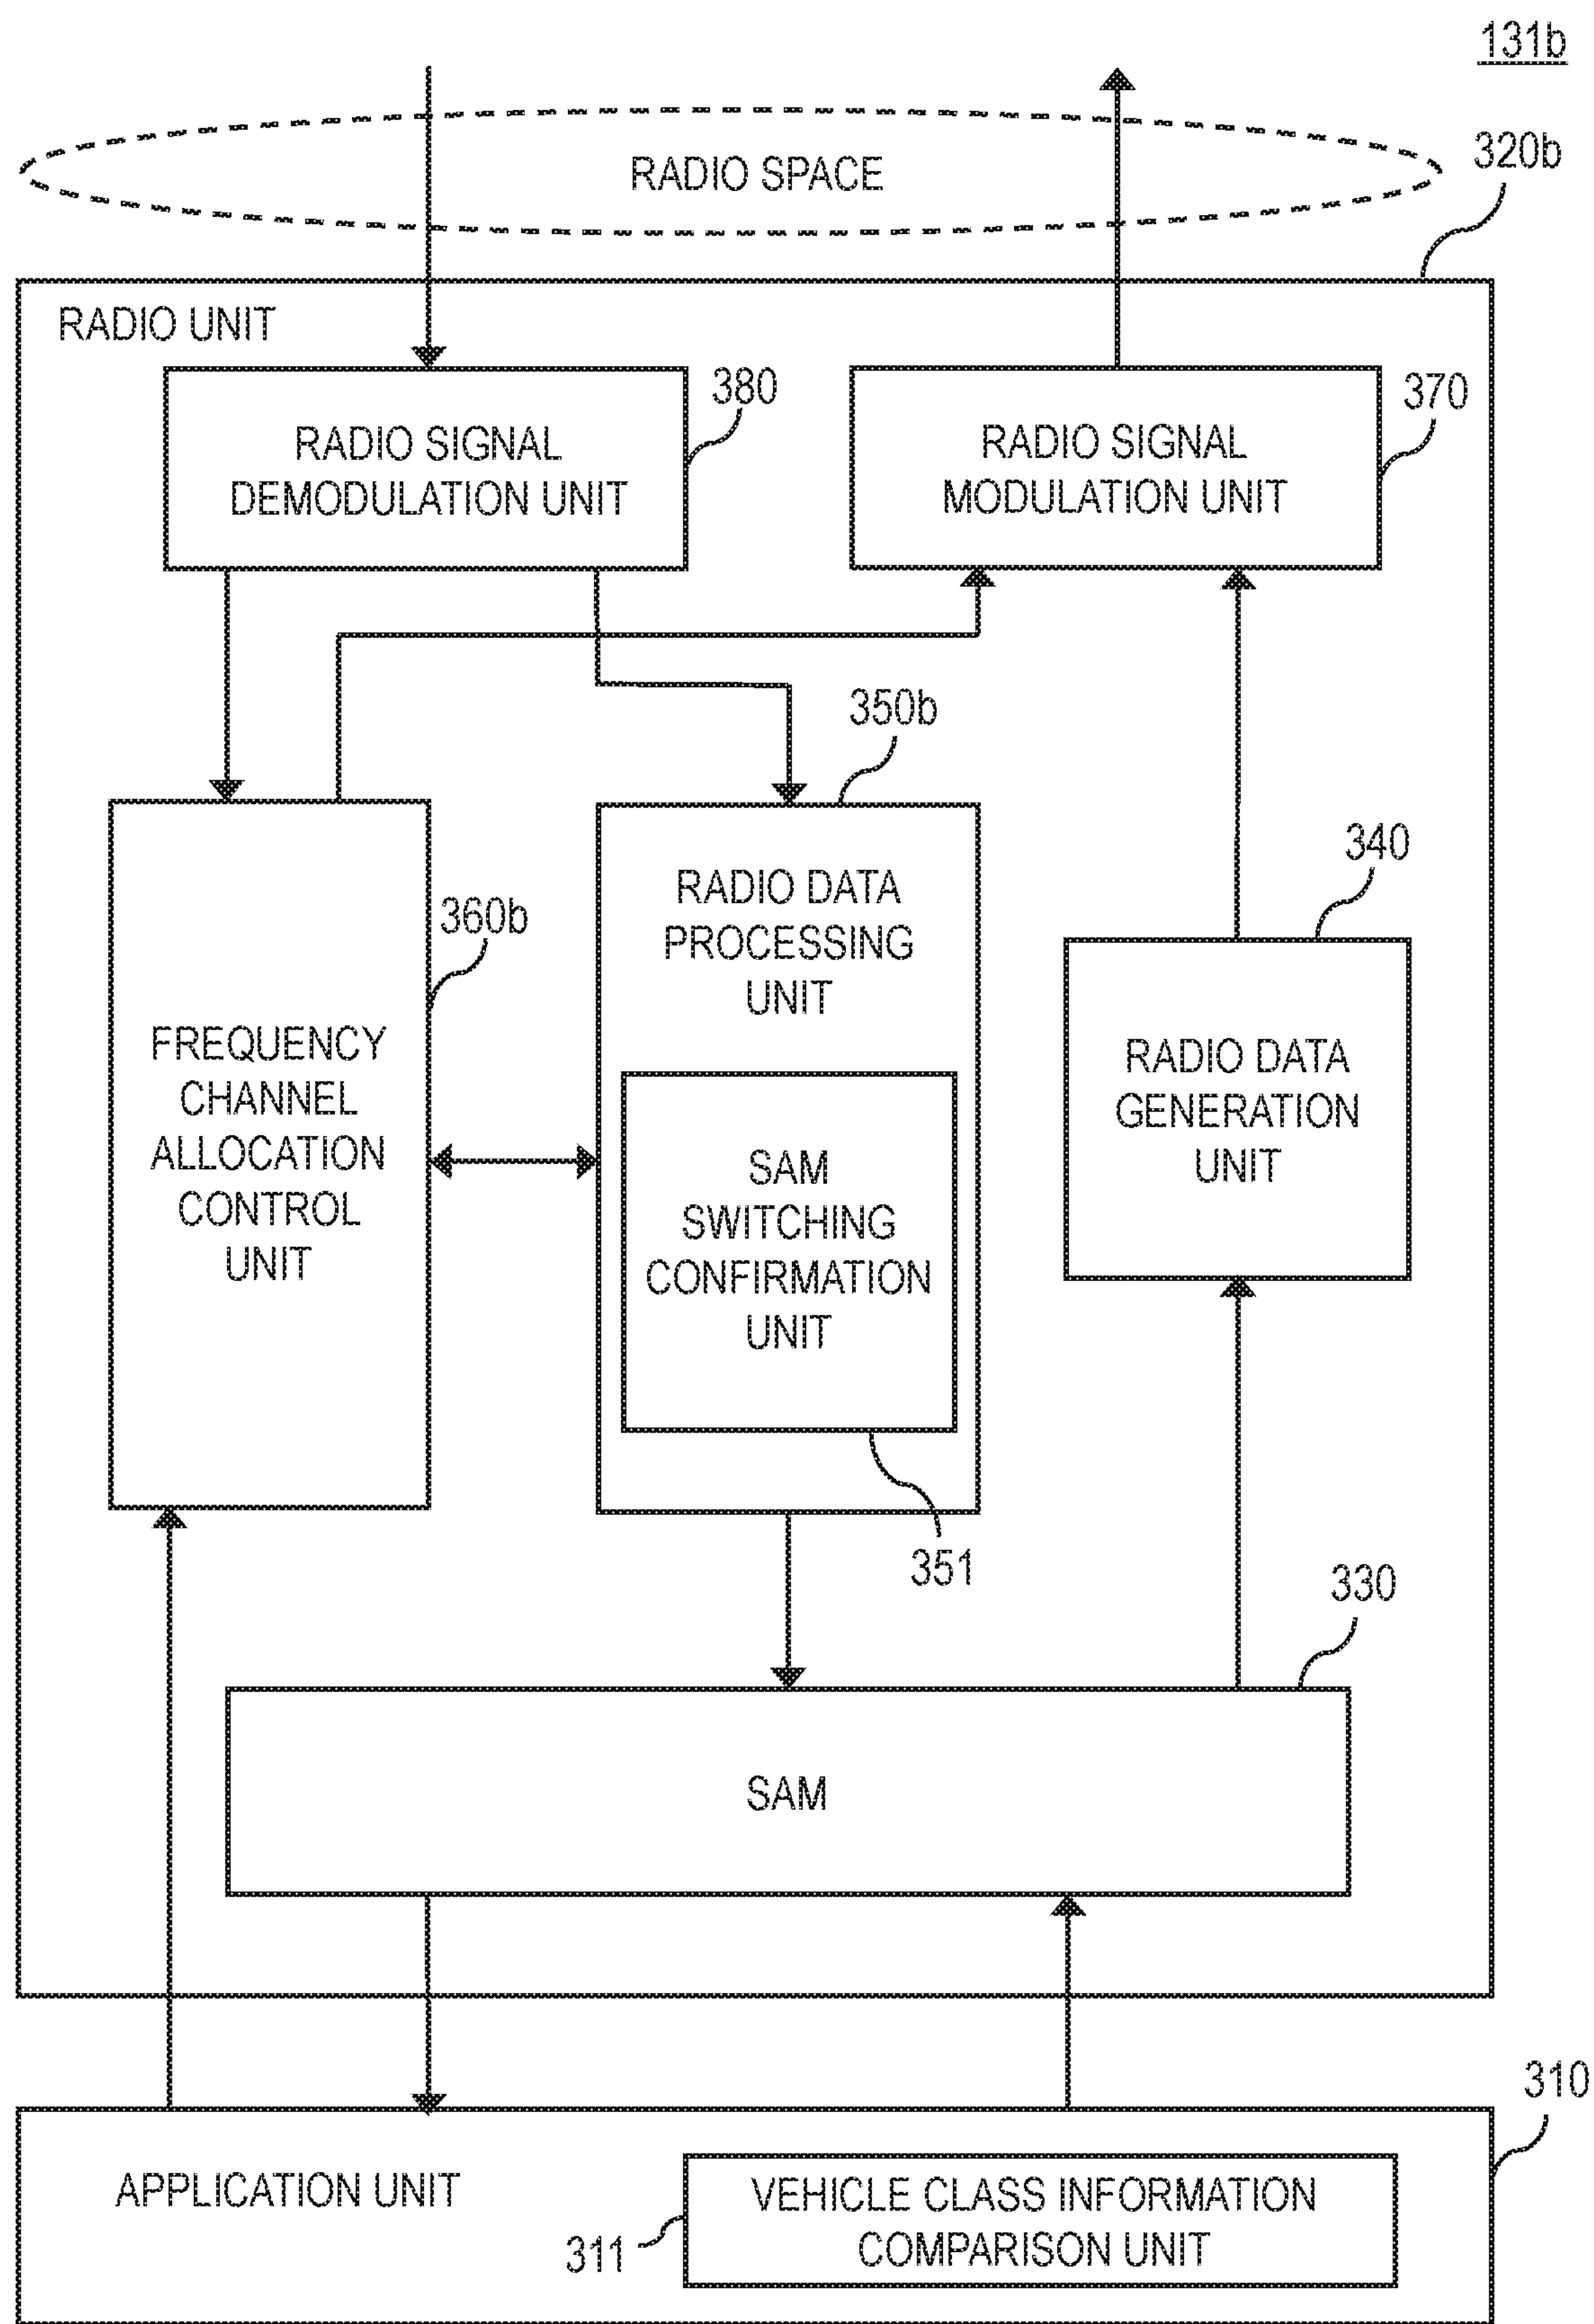 131b
RADIO SPACE
320b
RADIO UNIT
380
RADIO SIGNAL
DEMODULATION UNIT
370
RADIO SIGNAL
MODULATION UNIT
350b
360b
FREQUENCY
CHANNEL
ALLOCATION
CONTROL
UNIT
RADIO DATA
PROCESSING
UNIT
SAM
SWITCHING
CONFIRMATION
UNIT
351
340
RADIO DATA
GENERATION
UNIT
330
SAM
310
APPLICATION UNIT
311
VEHICLE CLASS INFORMATION
COMPARISON UNIT